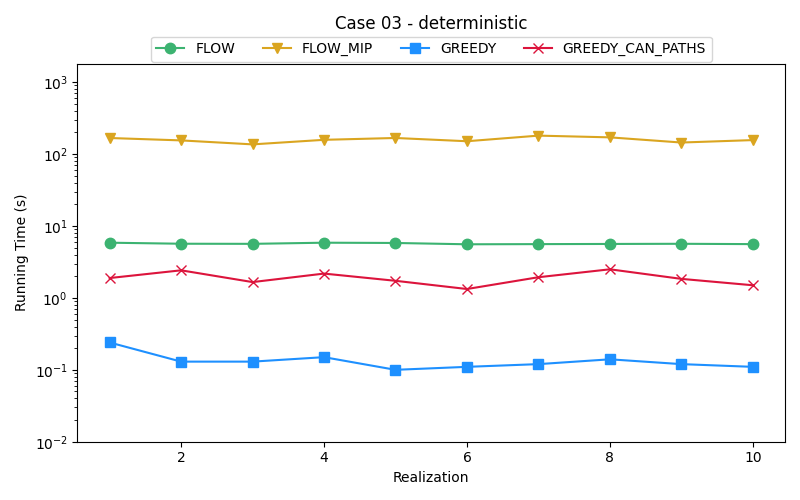 Case 03 - deterministic
FLOW FLOW_MIP GREEDY GREEDY_CAN_PATHS
10³
10²
10¹
10⁰
10⁻¹
10⁻²
Running Time (s)
2 4 6 8 10
Realization